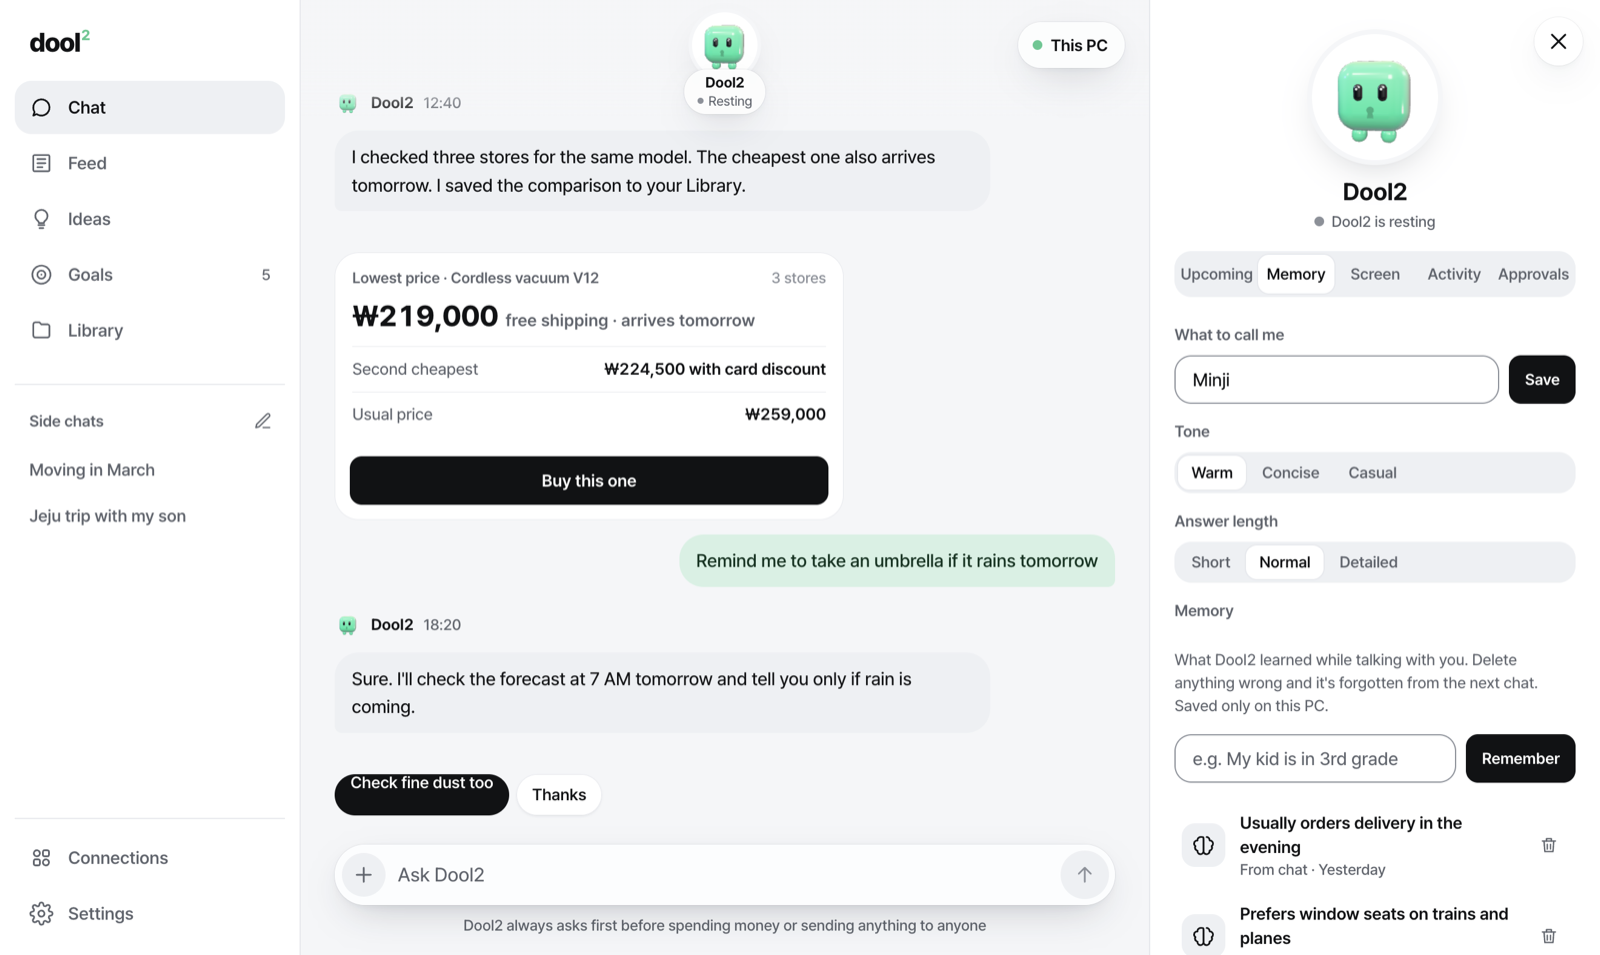 dool2
Chat
Feed
Ideas
Goals 5
Library
Side chats
Moving in March
Jeju trip with my son
Connections
Settings
Dool2
Resting
This PC
Dool2 12:40
I checked three stores for the same model. The cheapest one also arrives
tomorrow. I saved the comparison to your Library.
Lowest price · Cordless vacuum V12 3 stores
₩219,000 free shipping · arrives tomorrow
Second cheapest ₩224,500 with card discount
Usual price ₩259,000
Buy this one
Remind me to take an umbrella if it rains tomorrow
Dool2 18:20
Sure. I'll check the forecast at 7 AM tomorrow and tell you only if rain is
coming.
Check fine dust too
Thanks
Ask Dool2
Dool2 always asks first before spending money or sending anything to anyone
Dool2
Dool2 is resting
Upcoming Memory Screen Activity Approvals
What to call me
Minji Save
Tone
Warm Concise Casual
Answer length
Short Normal Detailed
Memory
What Dool2 learned while talking with you. Delete
anything wrong and it's forgotten from the next chat.
Saved only on this PC.
e.g. My kid is in 3rd grade Remember
Usually orders delivery in the
evening
From chat · Yesterday
Prefers window seats on trains and
planes